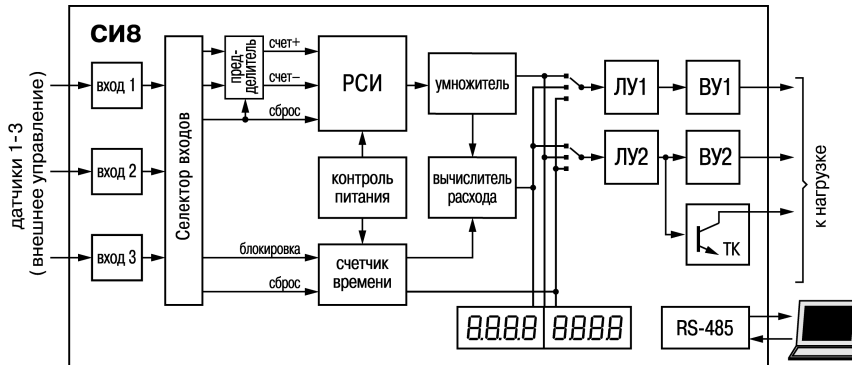 СИ8
датчики 1-3
(внешнее управление)
вход 1
вход 2
вход 3
Селектор входов
пред-
делитель
счет+
счет–
сброс
РСИ
умножитель
контроль
питания
вычислитель
расхода
блокировка
сброс
счетчик
времени
ЛУ1
ВУ1
ЛУ2
ВУ2
ТК
к нагрузке
8.8.8.8 8.8.8.8
RS-485